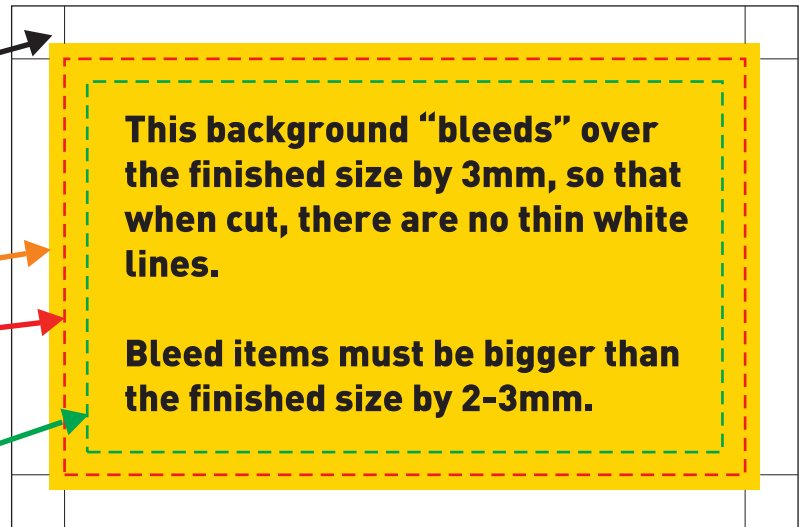 This background “bleeds” over
the finished size by 3mm, so that
when cut, there are no thin white
lines.
Bleed items must be bigger than
the finished size by 2-3mm.